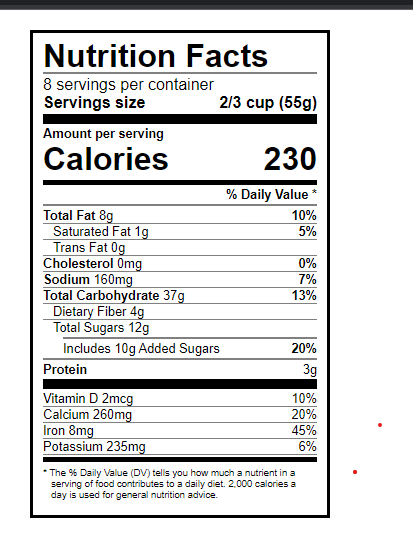 Nutrition Facts
8 servings per container
Servings size 2/3 cup (55g)
Amount per serving
Calories 230
% Daily Value *
Total Fat 8g 10%
Saturated Fat 1g 5%
Trans Fat 0g
Cholesterol 0mg 0%
Sodium 160mg 7%
Total Carbohydrate 37g 13%
Dietary Fiber 4g
Total Sugars 12g
Includes 10g Added Sugars 20%
Protein 3g
Vitamin D 2mcg 10%
Calcium 260mg 20%
Iron 8mg 45%
Potassium 235mg 6%
* The % Daily Value (DV) tells you how much a nutrient in a
serving of food contributes to a daily diet. 2,000 calories a
day is used for general nutrition advice.